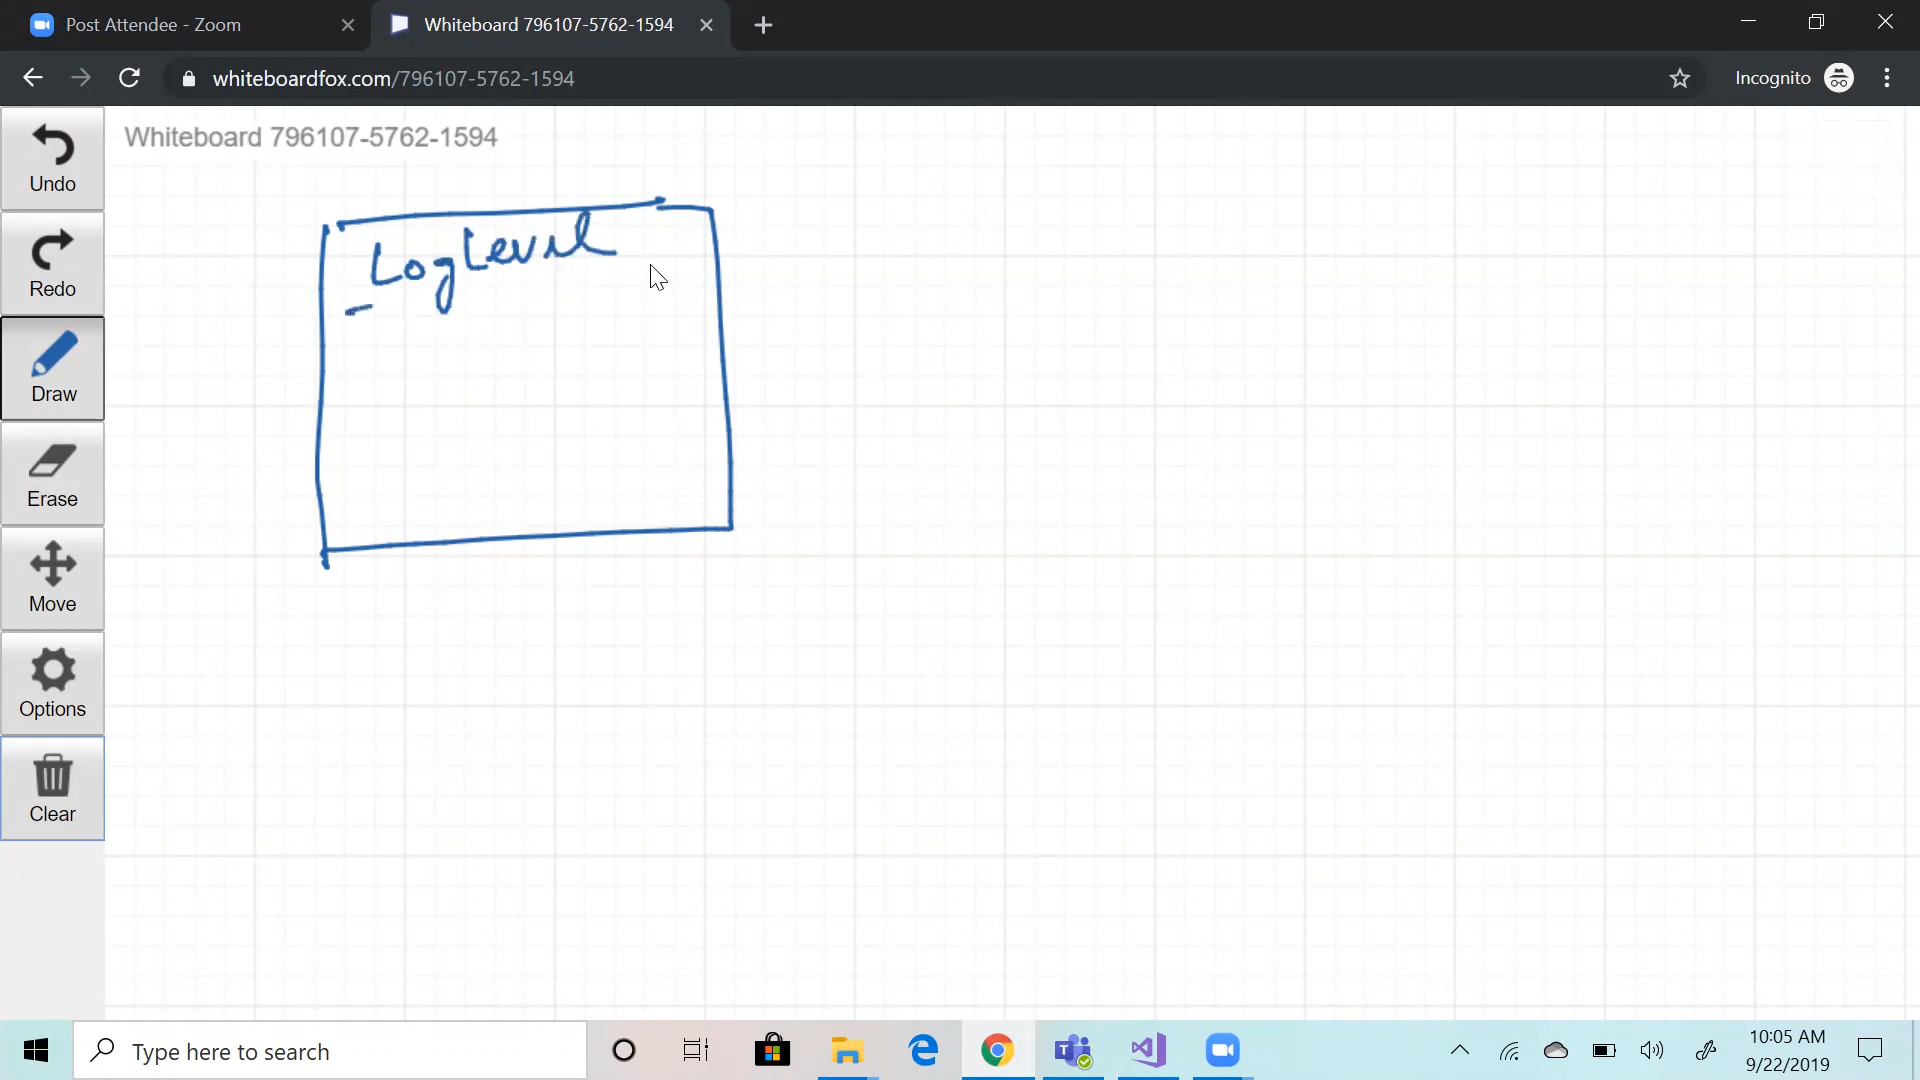 Post Attendee - Zoom
Whiteboard 796107-5762-1594
whiteboardfox.com/796107-5762-1594
Incognito
Undo
Redo
Draw
Erase
Move
Options
Clear
Whiteboard 796107-5762-1594
LogLevel
-
Type here to search
10:05 AM
9/22/2019